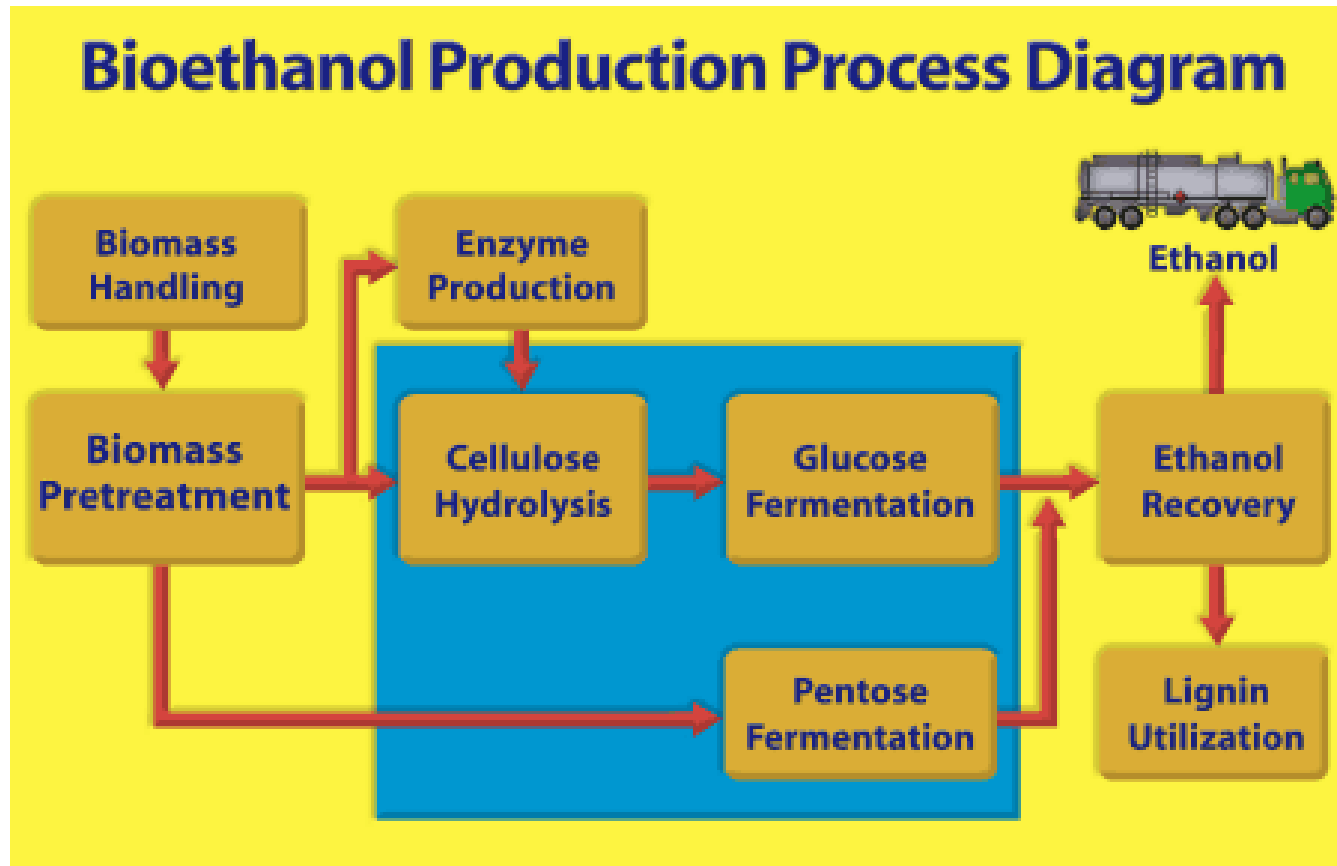 Bioethanol Production Process Diagram
Biomass
Handling
Enzyme
Production
Ethanol
Biomass
Pretreatment
Cellulose
Hydrolysis
Glucose
Fermentation
Ethanol
Recovery
Pentose
Fermentation
Lignin
Utilization